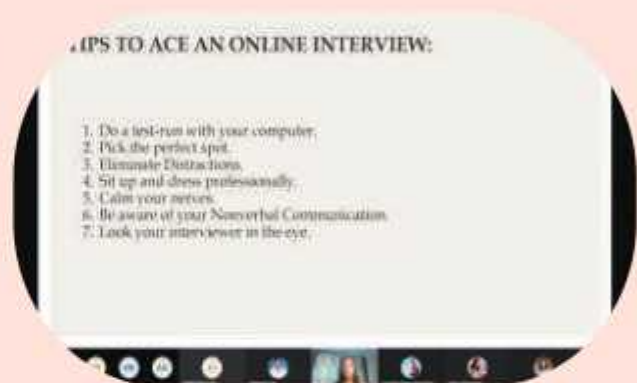 IPS TO ACE AN ONLINE INTERVIEW:
1. Do a test-run with your computer.
2. Pick the perfect spot.
3. Eliminate Distractions.
4. Sit up and dress professionally.
5. Calm your nerves.
6. Be aware of your Nonverbal Communication
7. Look your interviewer in the eye.